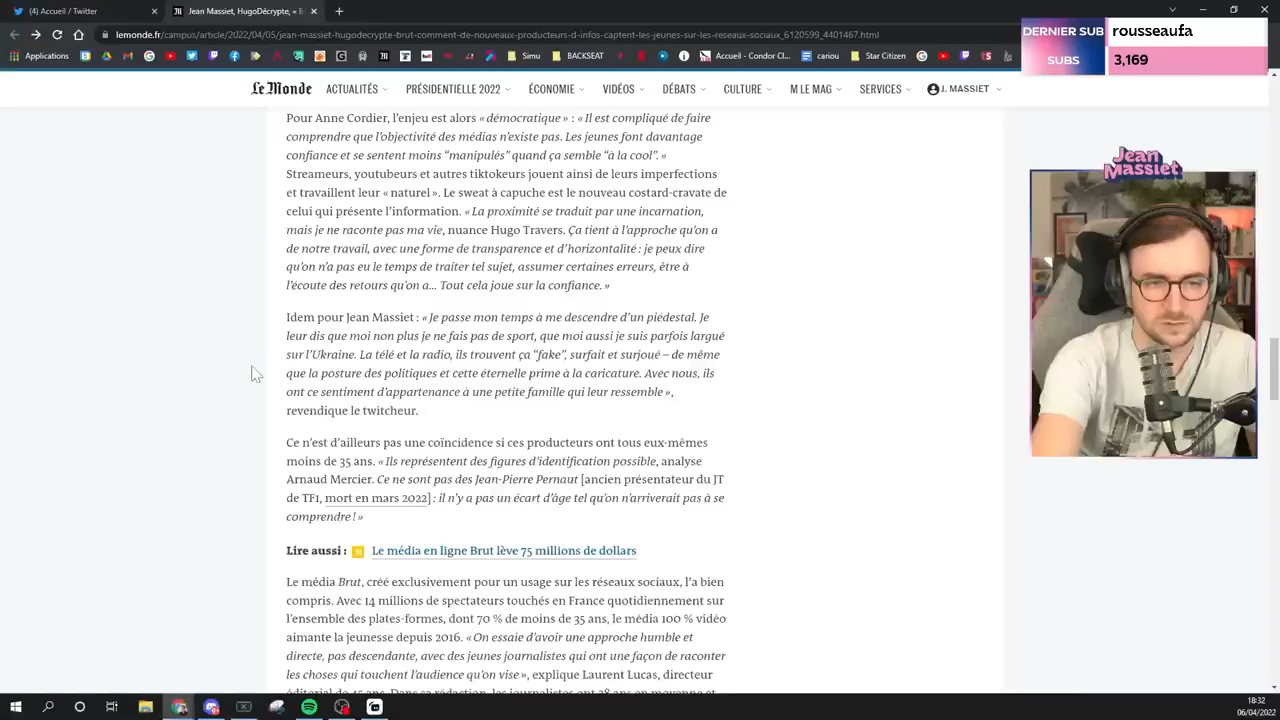 (4) Accueil / Twitter
Jean Massiet, HugoDécrypte, « B
lemonde.fr/campus/article/2022/04/05/jean-massiet-hugodecrypte-brut-comment-de-nouveaux-producteurs-d-infos-captent-les-jeunes-sur-les-reseaux-sociaux_6120599_4401467.html
DERNIER SUB
rousseaufa
SUBS
3,169
Applications
Simu
BACKSEAT
Accueil - Condor Cl...
cariou
Star Citizen
Le Monde
ACTUALITÉS
PRÉSIDENTIELLE 2022
ÉCONOMIE
VIDÉOS
DÉBATS
CULTURE
M LE MAG
SERVICES
J. MASSIET
Pour Anne Cordier, l'enjeu est alors « démocratique » : « Il est compliqué de faire
comprendre que l'objectivité des médias n'existe pas. Les jeunes font davantage
confiance et se sentent moins “manipulés” quand ça semble “à la cool”. »
Streameurs, youtubeurs et autres tiktokeurs jouent ainsi de leurs imperfections
et travaillent leur « naturel ». Le sweat à capuche est le nouveau costard-cravate de
celui qui présente l'information. « La proximité se traduit par une incarnation,
mais je ne raconte pas ma vie, nuance Hugo Travers. Ça tient à l'approche qu'on a
de notre travail, avec une forme de transparence et d'horizontalité : je peux dire
qu'on n'a pas eu le temps de traiter tel sujet, assumer certaines erreurs, être à
l'écoute des retours qu'on a... Tout cela joue sur la confiance. »
Idem pour Jean Massiet : « Je passe mon temps à me descendre d'un piédestal. Je
leur dis que moi non plus je ne fais pas de sport, que moi aussi je suis parfois largué
sur l'Ukraine. La télé et la radio, ils trouvent ça “fake”, surfait et surjoué – de même
que la posture des politiques et cette éternelle prime à la caricature. Avec nous, ils
ont ce sentiment d'appartenance à une petite famille qui leur ressemble »,
revendique le twitcheur.
Ce n'est d'ailleurs pas une coïncidence si ces producteurs ont tous eux-mêmes
moins de 35 ans. « Ils représentent des figures d'identification possible, analyse
Arnaud Mercier. Ce ne sont pas des Jean-Pierre Pernaut [ancien présentateur du JT
de TF1, mort en mars 2022] : il n'y a pas un écart d'âge tel qu'on n'arriverait pas à se
comprendre ! »
Lire aussi : Le média en ligne Brut lève 75 millions de dollars
Le média Brut, créé exclusivement pour un usage sur les réseaux sociaux, l'a bien
compris. Avec 14 millions de spectateurs touchés en France quotidiennement sur
l'ensemble des plates-formes, dont 70 % de moins de 35 ans, le média 100 % vidéo
aimante la jeunesse depuis 2016. « On essaie d'avoir une approche humble et
directe, pas descendante, avec des jeunes journalistes qui ont une façon de raconter
les choses qui touchent l'audience qu'on vise », explique Laurent Lucas, directeur
éditorial de 45 ans. Dans sa rédaction, les journalistes ont 28 ans en moyenne et
Jean
Massiet
18:32
06/04/2022